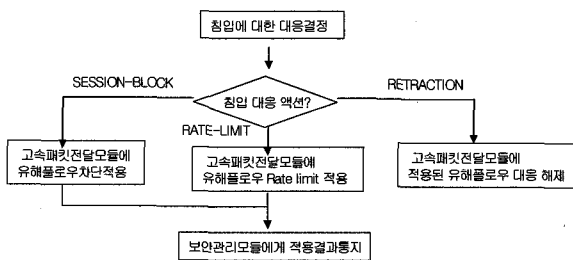 침입에 대한 대응결정
SESSION-BLOCK
RETRACTION
침입 대응 액션?
RATE-LIMIT
고속패킷전달모듈에
유해플로우차단적용
고속패킷전달모듈에
유해플로우 Rate limit 적용
고속패킷전달모듈에
적용된 유해플로우 대응 해제
보안관리모듈에게 적용결과통지